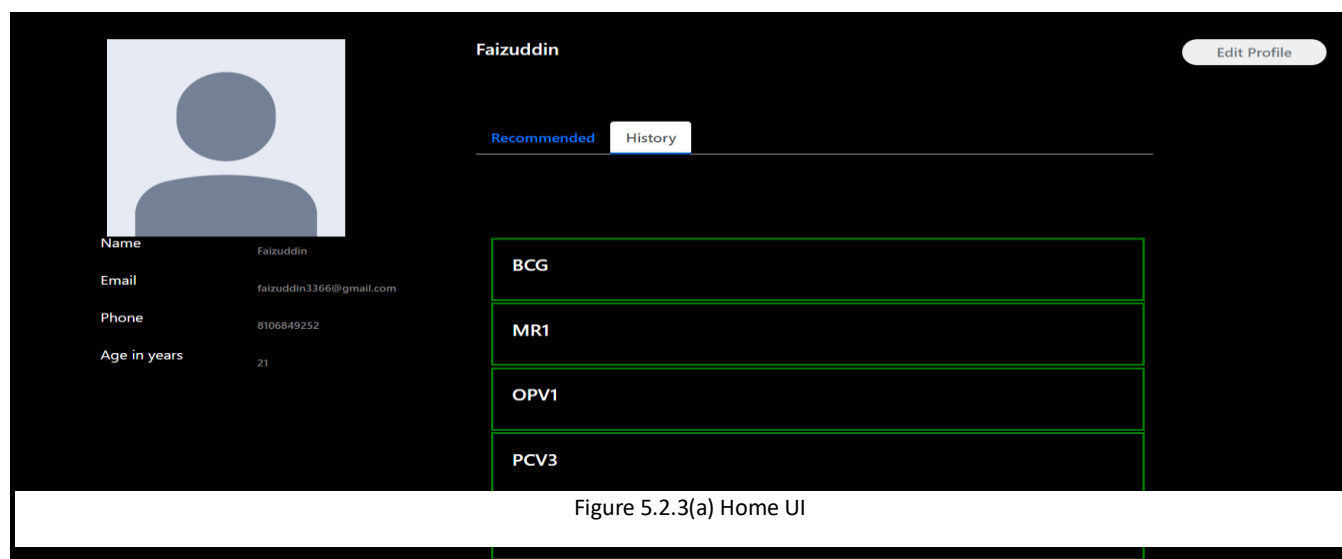 Faizuddin
Edit Profile
Recommended History
Name Faizuddin
Email faizuddin3366@gmail.com
Phone 8106849252
Age in years 21
BCG
MR1
OPV1
PCV3
Figure 5.2.3(a) Home UI